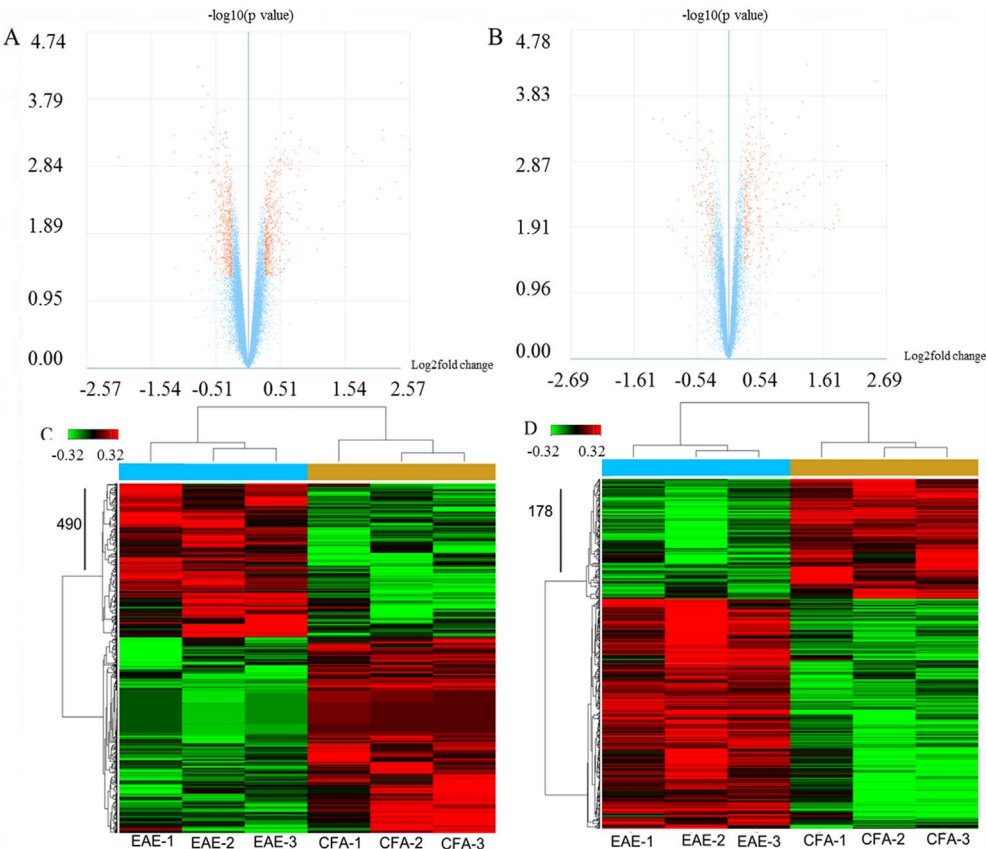 A
-log10(p value)
4.74
3.79
2.84
1.89
0.95
0.00
Log2fold change
-2.57 -1.54 -0.51 0.51 1.54 2.57
B
-log10(p value)
4.78
3.83
2.87
1.91
0.96
0.00
Log2fold change
-2.69 -1.61 -0.54 0.54 1.61 2.69
C
-0.32 0.32
490
EAE-1 EAE-2 EAE-3 CFA-1 CFA-2 CFA-3
D
-0.32 0.32
178
EAE-1 EAE-2 EAE-3 CFA-1 CFA-2 CFA-3